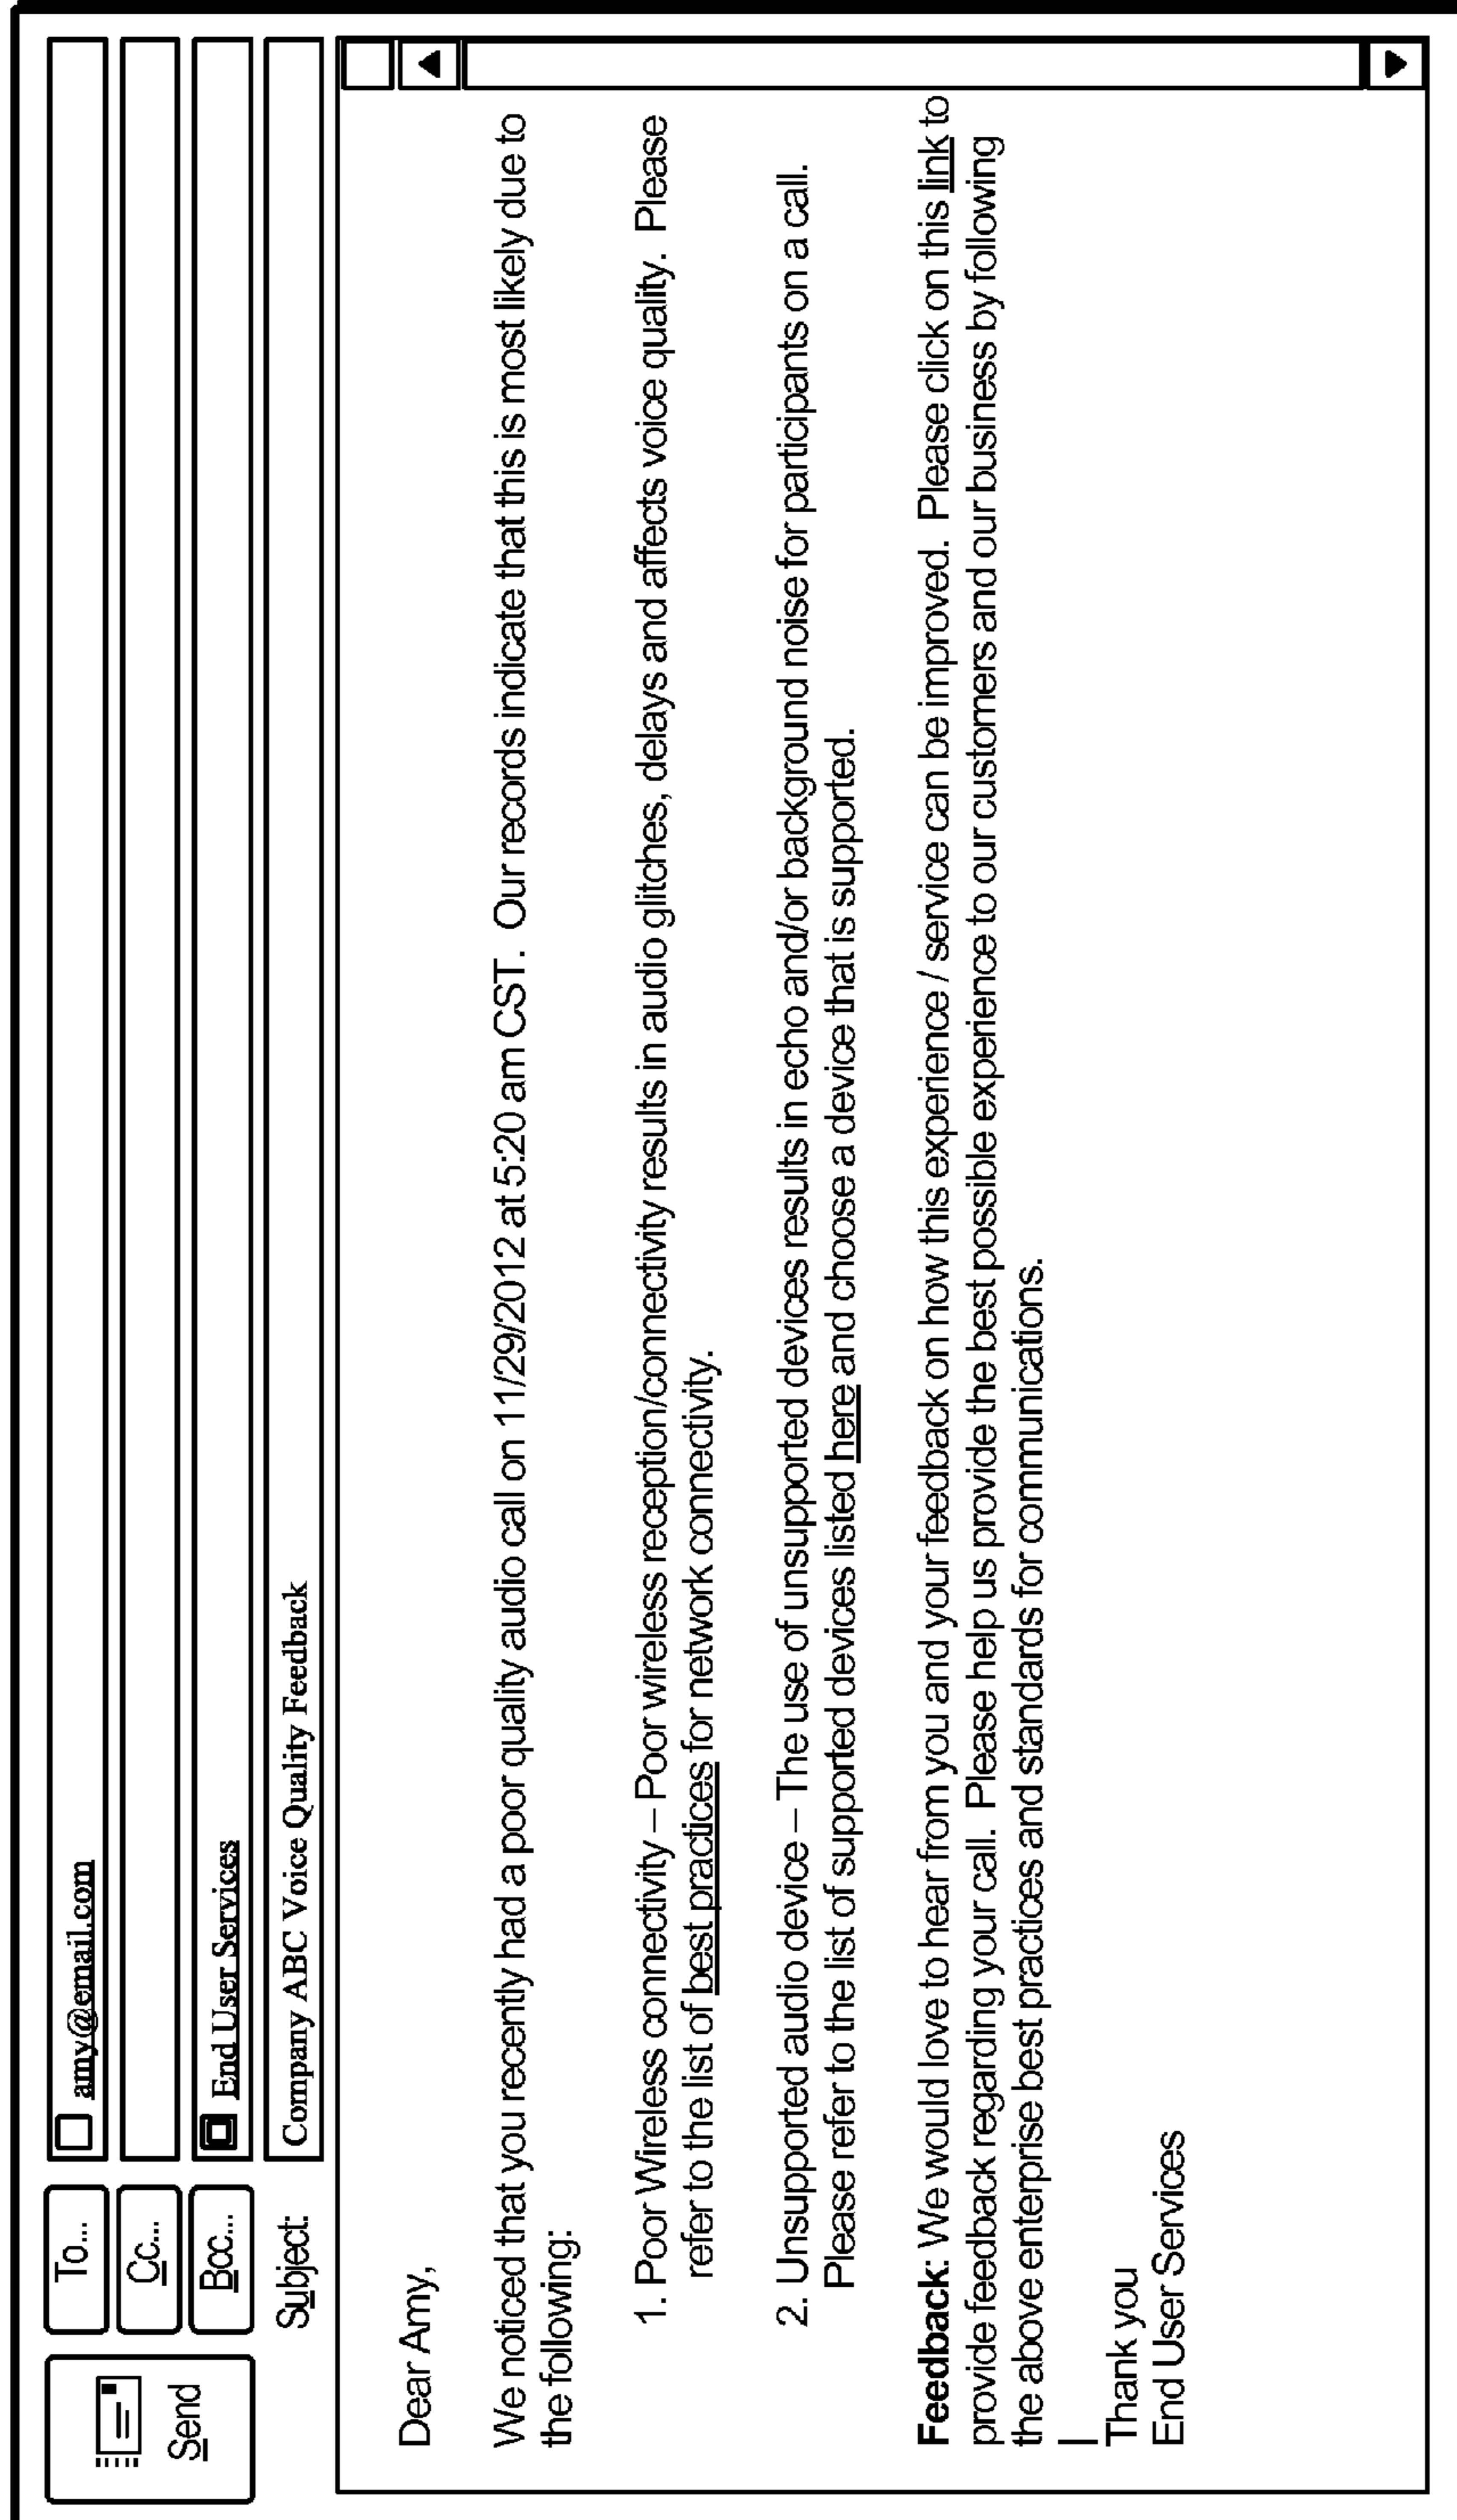 Send
To...
amy@email.com
Cc...
Bcc...
End User Services
Subject:
Company ABC Voice Quality Feedback
Dear Amy,
We noticed that you recently had a poor quality audio call on 11/29/2012 at 5:20 am CST. Our records indicate that this is most likely due to
the following:
1. Poor Wireless connectivity – Poor wireless reception/connectivity results in audio glitches, delays and affects voice quality. Please
refer to the list of best practices for network connectivity.
2. Unsupported audio device – The use of unsupported devices results in echo and/or background noise for participants on a call.
Please refer to the list of supported devices listed here and choose a device that is supported.
Feedback: We would love to hear from you and your feedback on how this experience / service can be improved. Please click on this link to
provide feedback regarding your call. Please help us provide the best possible experience to our customers and our business by following
the above enterprise best practices and standards for communications.
Thank you
End User Services